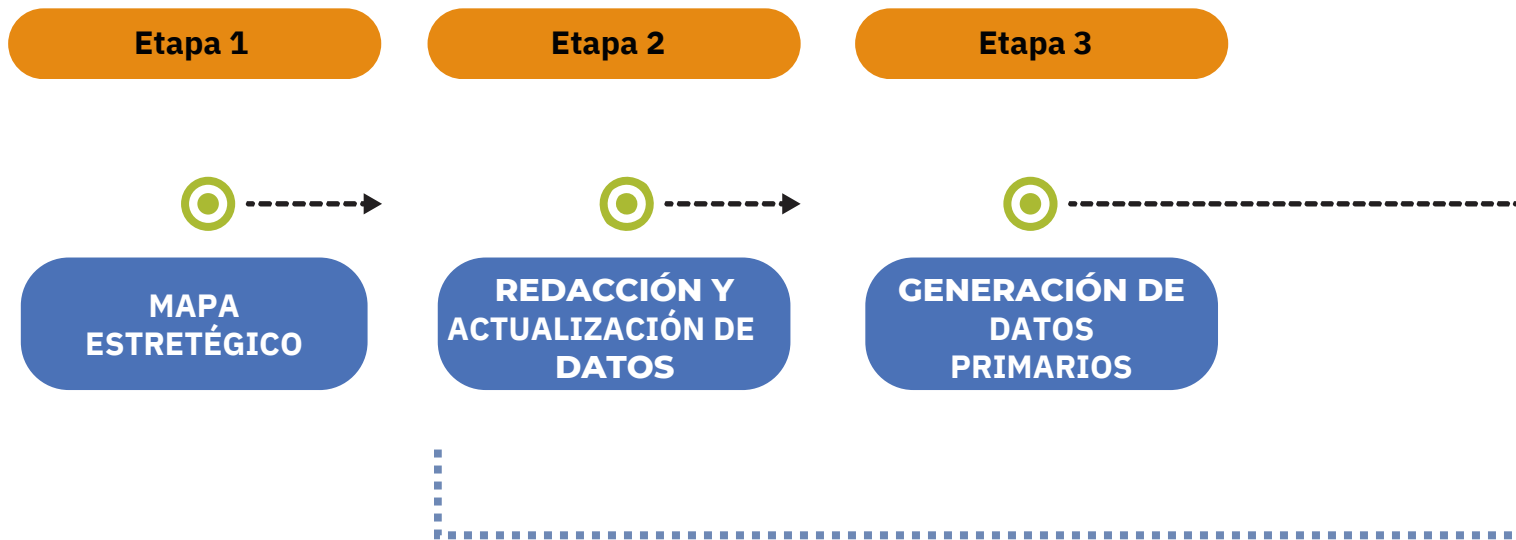 Etapa 1
Etapa 2
Etapa 3
MAPA
ESTRETÉGICO
REDACCIÓN Y
ACTUALIZACIÓN DE
DATOS
GENERACIÓN DE
DATOS
PRIMARIOS